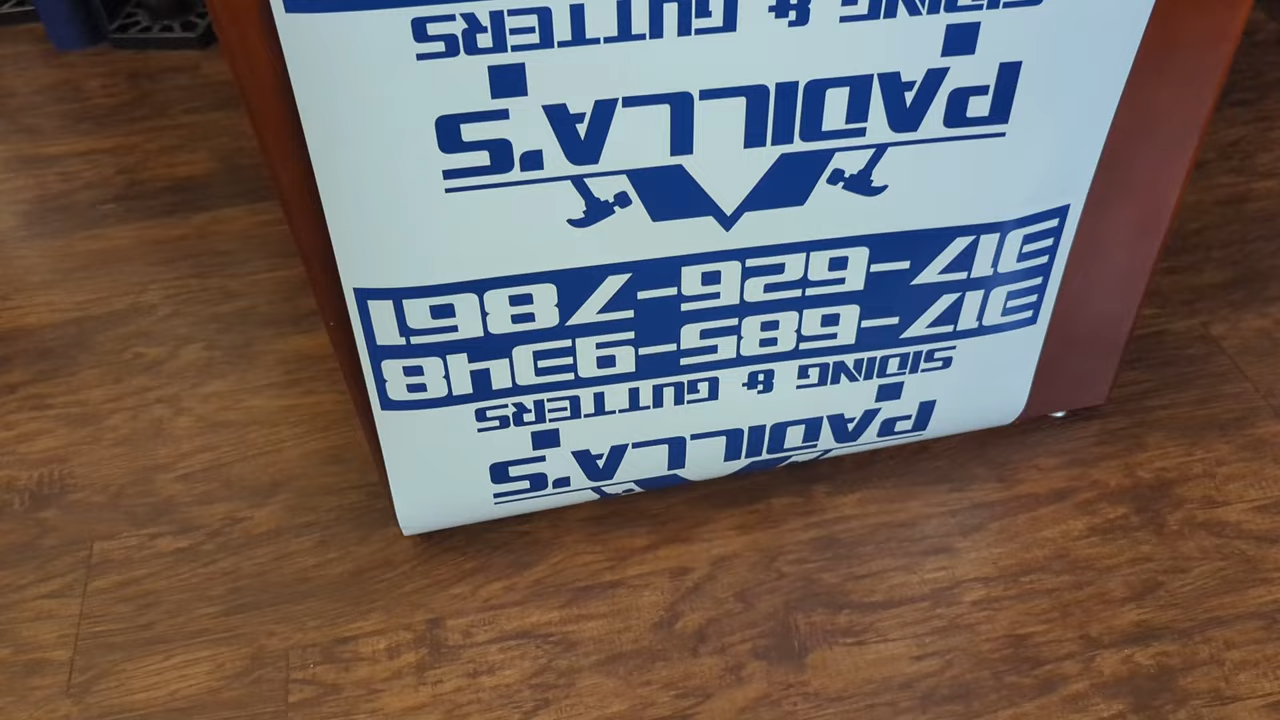 PADILLA'S
SIDING & GUTTERS
317-685-9348
317-626-7861
PADILLA'S
SIDING & GUTTERS